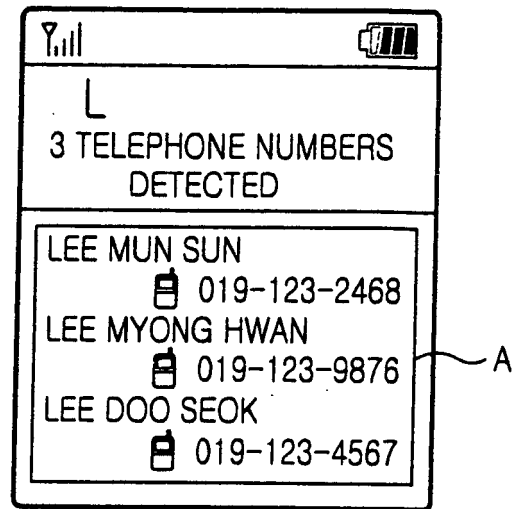 L
3 TELEPHONE NUMBERS
DETECTED
LEE MUN SUN
019-123-2468
LEE MYONG HWAN
019-123-9876
A
LEE DOO SEOK
019-123-4567